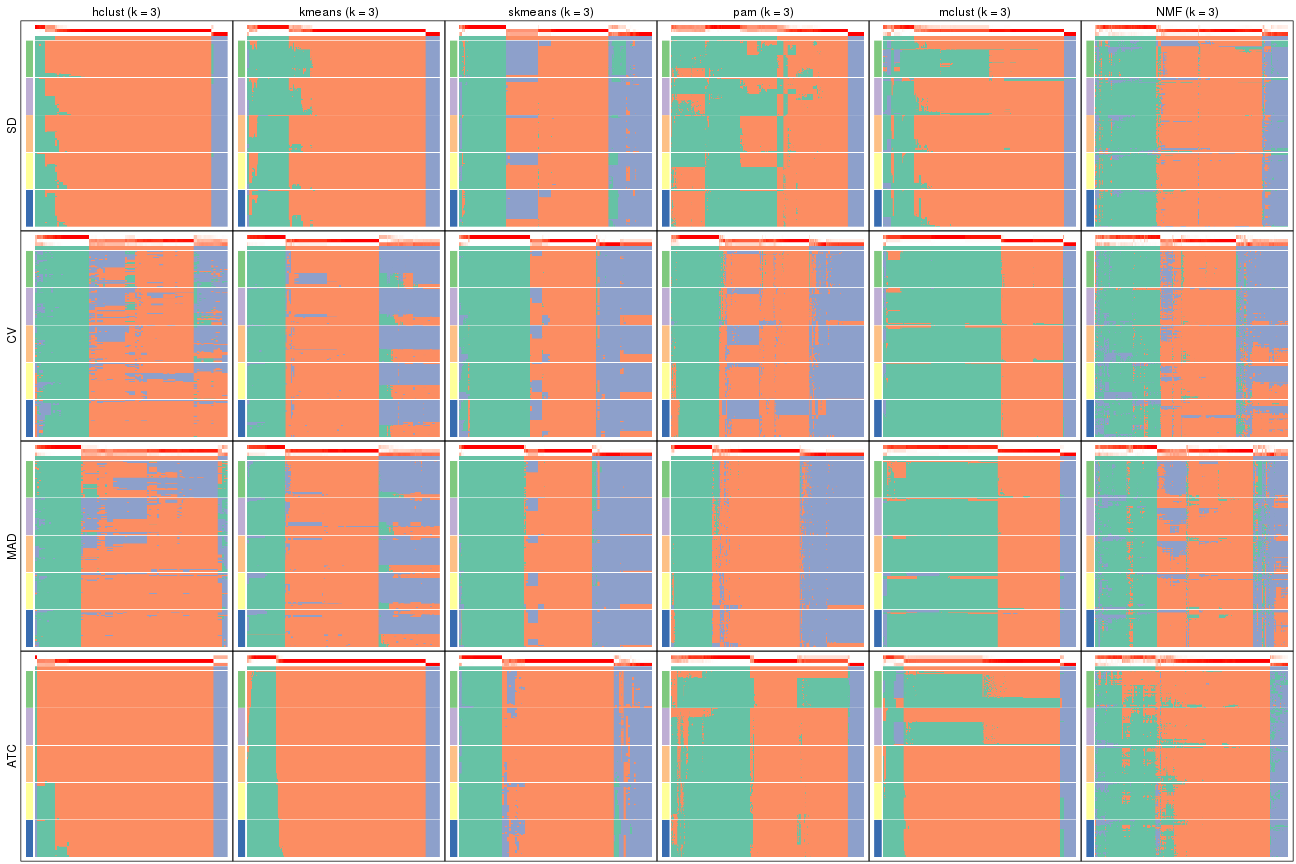 hclust (k = 3)
kmeans (k = 3)
skmeans (k = 3)
pam (k = 3)
mclust (k = 3)
NMF (k = 3)
SD
CV
MAD
ATC